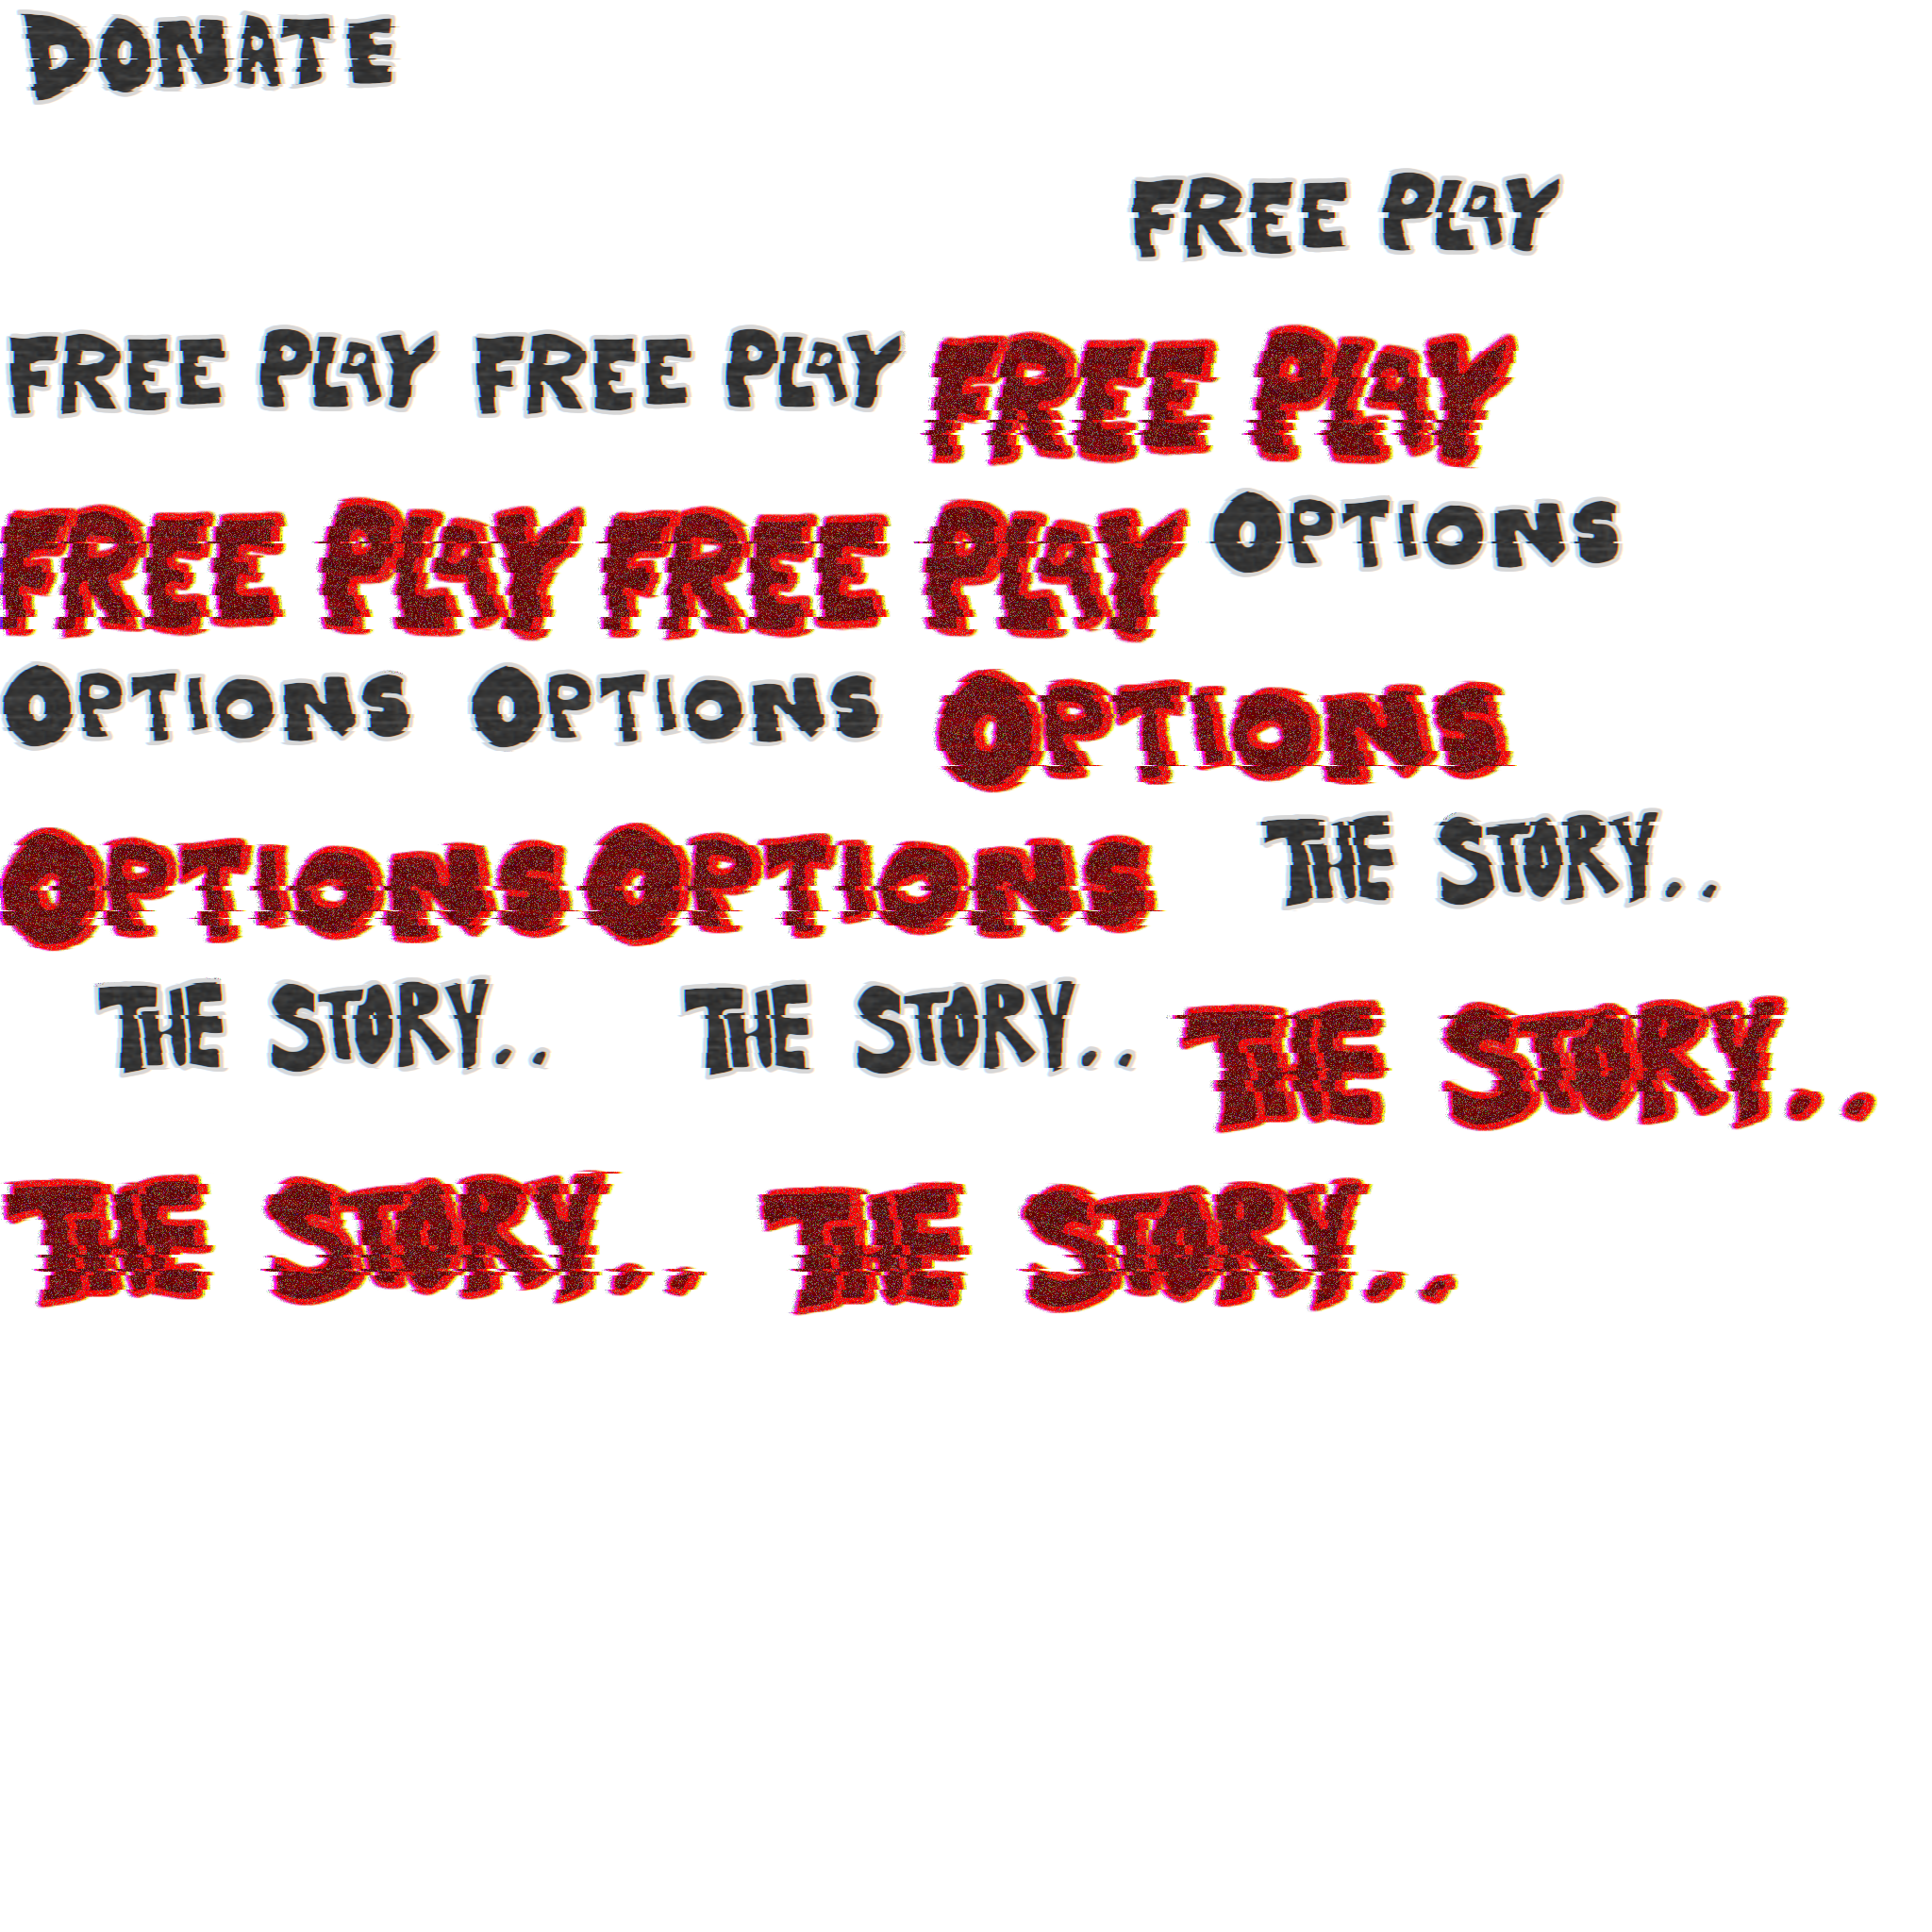 DONATE
FREE PLAY
FREE PLAY FREE PLAY FREE PLAY
FREE PLAY FREE PLAY OPTIONS
OPTIONS OPTIONS OPTIONS
OPTIONS OPTIONS THE STORY..
THE STORY.. THE STORY.. THE STORY..
THE STORY.. THE STORY..